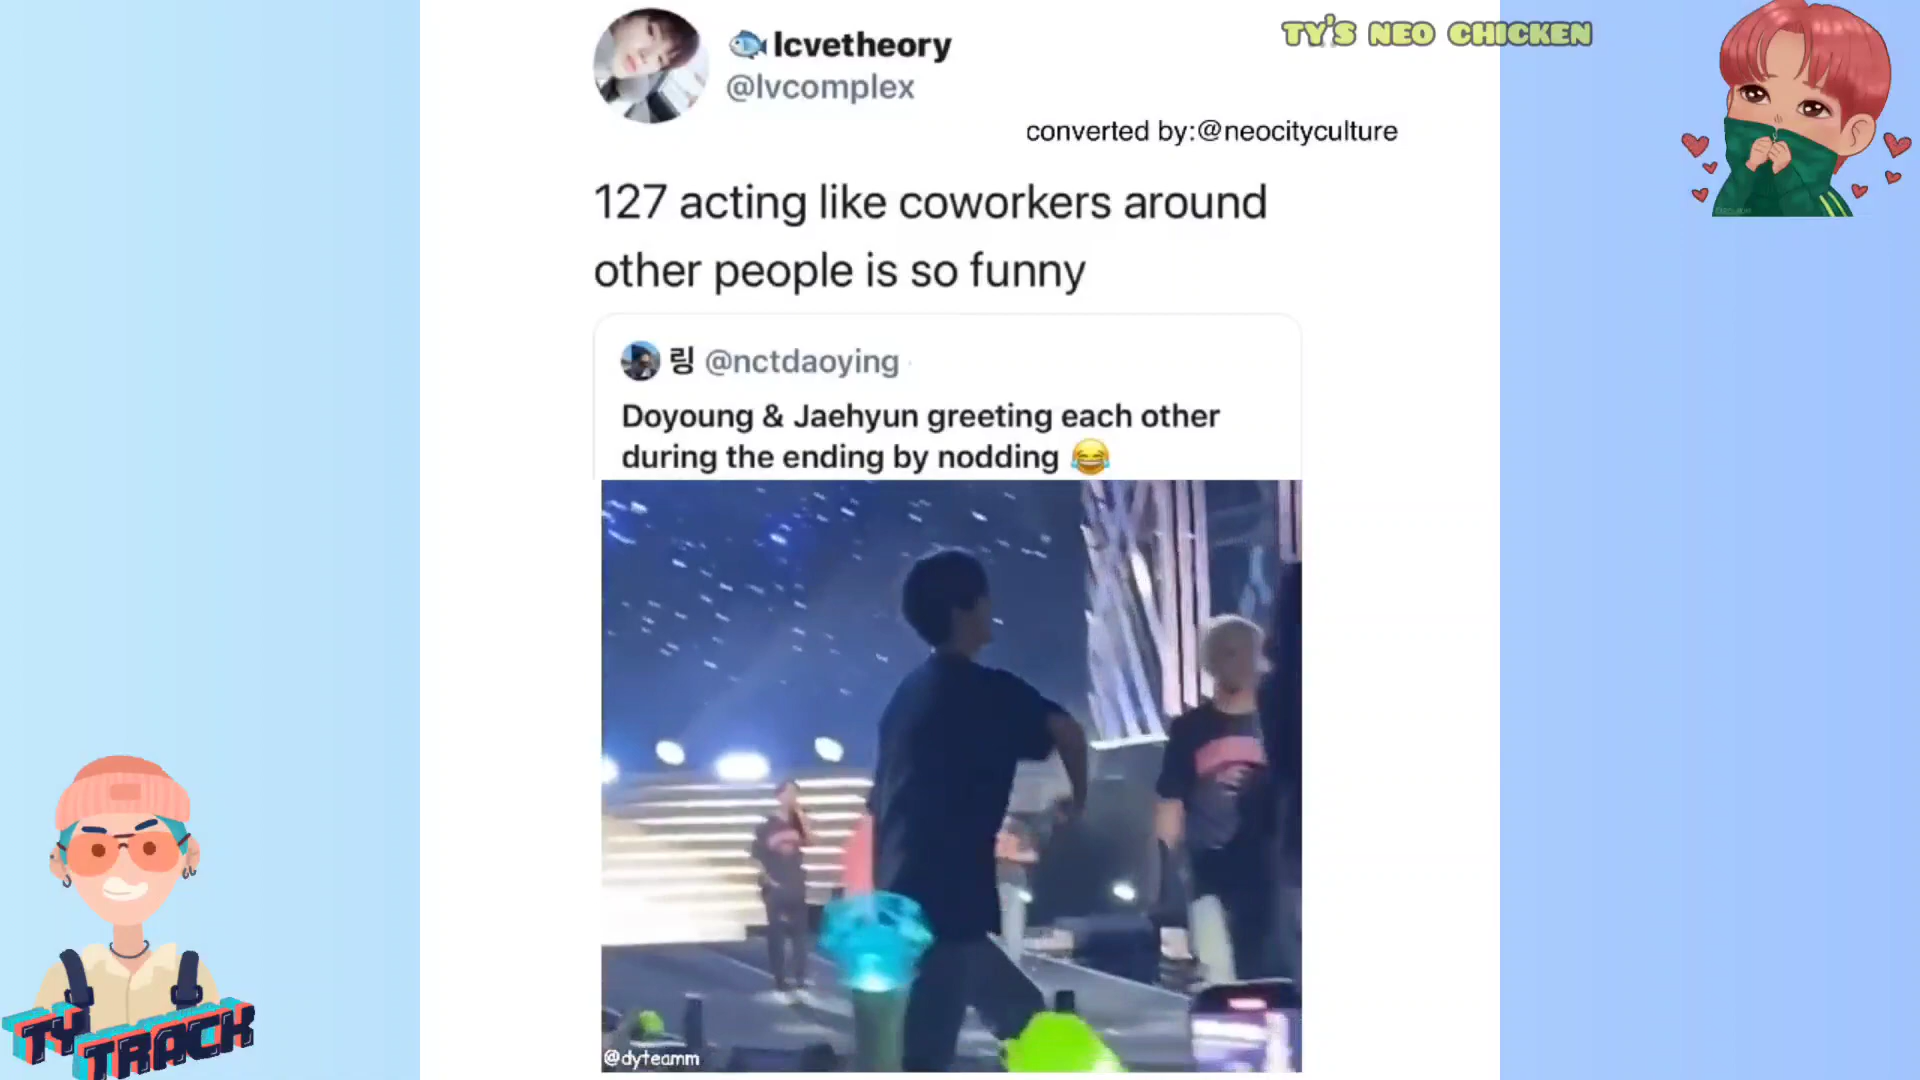 lcvetheory
@lvcomplex
TY'S NEO CHICKEN
converted by:@neocityculture
127 acting like coworkers around
other people is so funny
링 @nctdaoying
Doyoung & Jaehyun greeting each other
during the ending by nodding 😂
@dyteamm
TY
TRACK